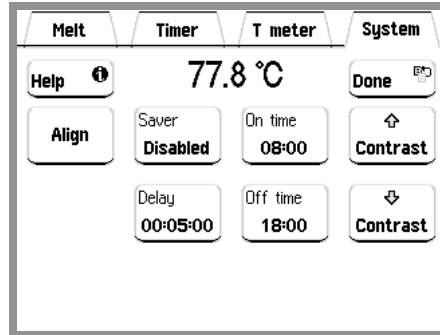 Melt Timer T meter System
Help 77.8 °C Done
Align Saver Disabled On time 08:00 Contrast
Delay 00:05:00 Off time 18:00 Contrast